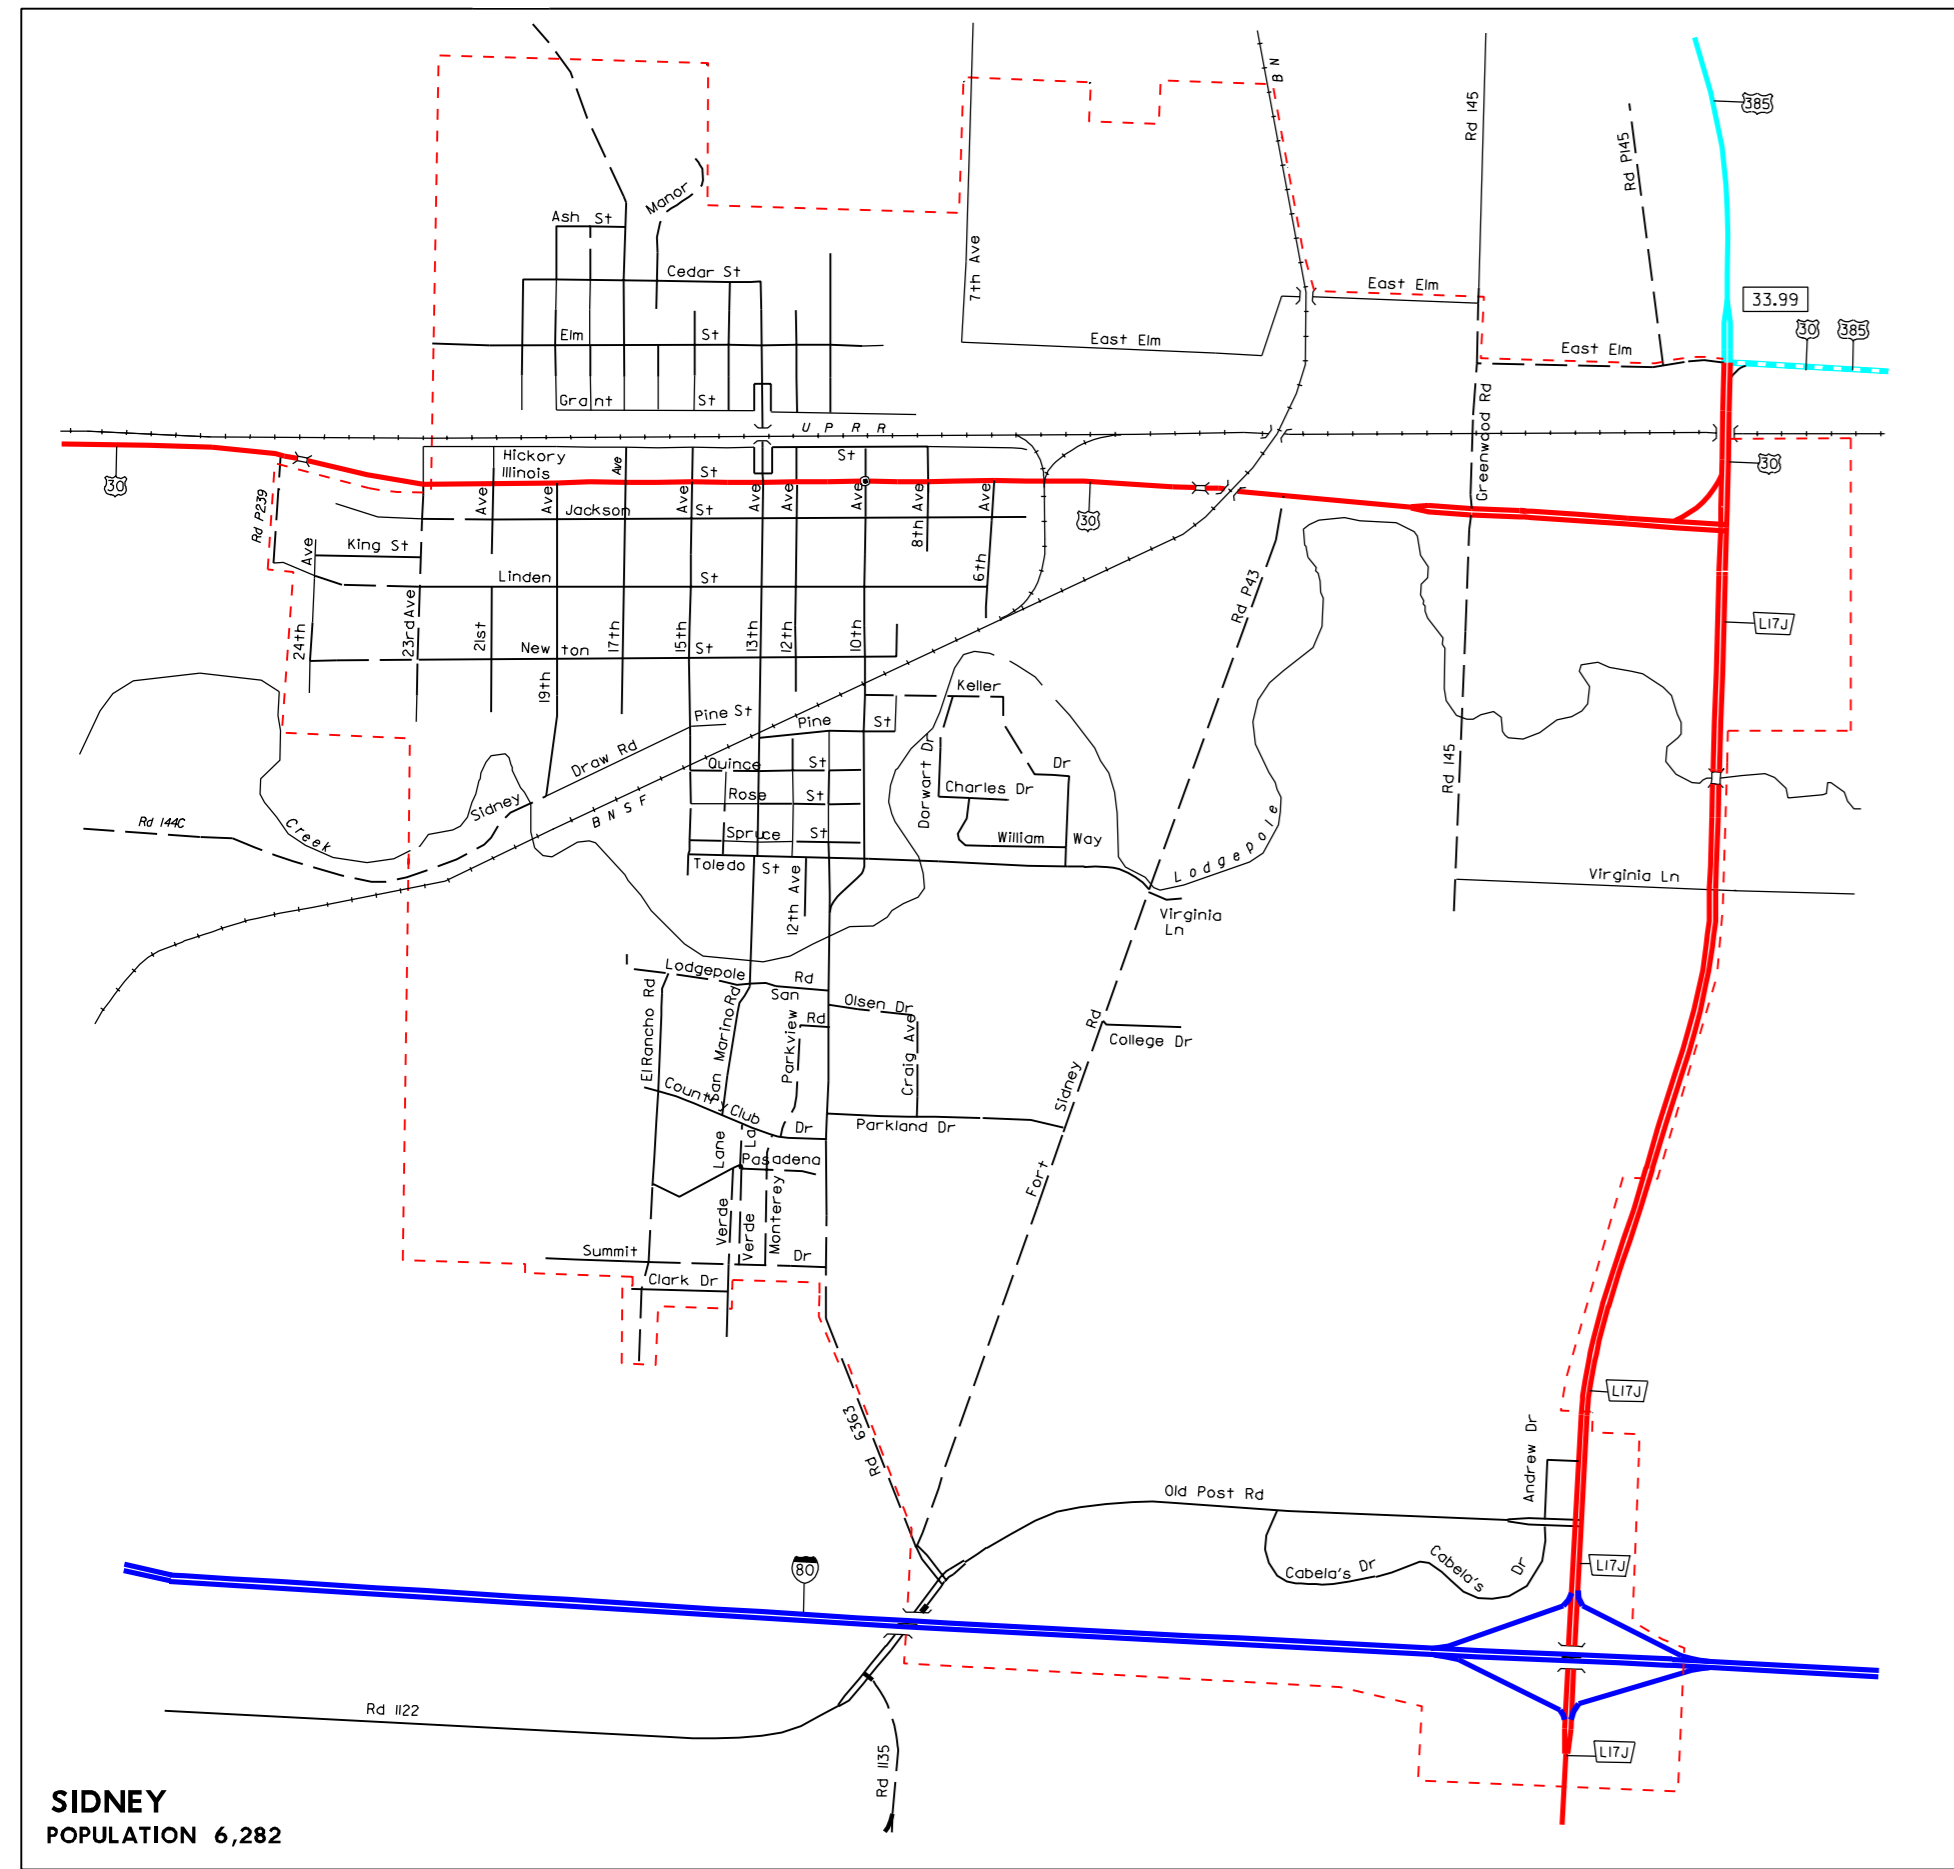 385
BN
Rd 145
Rd P145
Manor
Ash St
7th Ave
Cedar St
East Elm
33.99
30
385
Elm St
East Elm
East Elm
Grant St
U P R R
Greenwood Rd
Hickory St
Illinois St
Ave
30
30
Rd P239
Ave
Ave
Ave
Ave
Ave
Ave
8th Ave
Ave
Jackson St
30
King St
Ave
Linden St
6th
Rd P43
24th
23rd Ave
21st
17th
15th
13th
12th
10th
L17J
Newton St
19th
Keller Dr
Pine St
Pine St
Draw Rd
Sidney
Quince St
Dorwart Dr
Charles Dr
Rd 145
Rose St
BNSF
Rd 144C
Creek
Spruce St
William Way
Lodgepole
Toledo St
12th Ave
Virginia Ln
Virginia
Ln
Lodgepole Rd
San
Rd
Olsen Dr
El Rancho Rd
San Marino Rd
Parkview
Craig Ave
College Dr
Fort Sidney Rd
Country Club Dr
Parkland Dr
Lane
La
Pasadena
Verde
Verde
Monterey
Summit Dr
Clark Dr
L17J
Rd 6363
Andrew Dr
Old Post Rd
80
Cabela's Dr
Cabela's Dr
L17J
Rd 1122
Rd 1135
L17J
SIDNEY
POPULATION 6,282